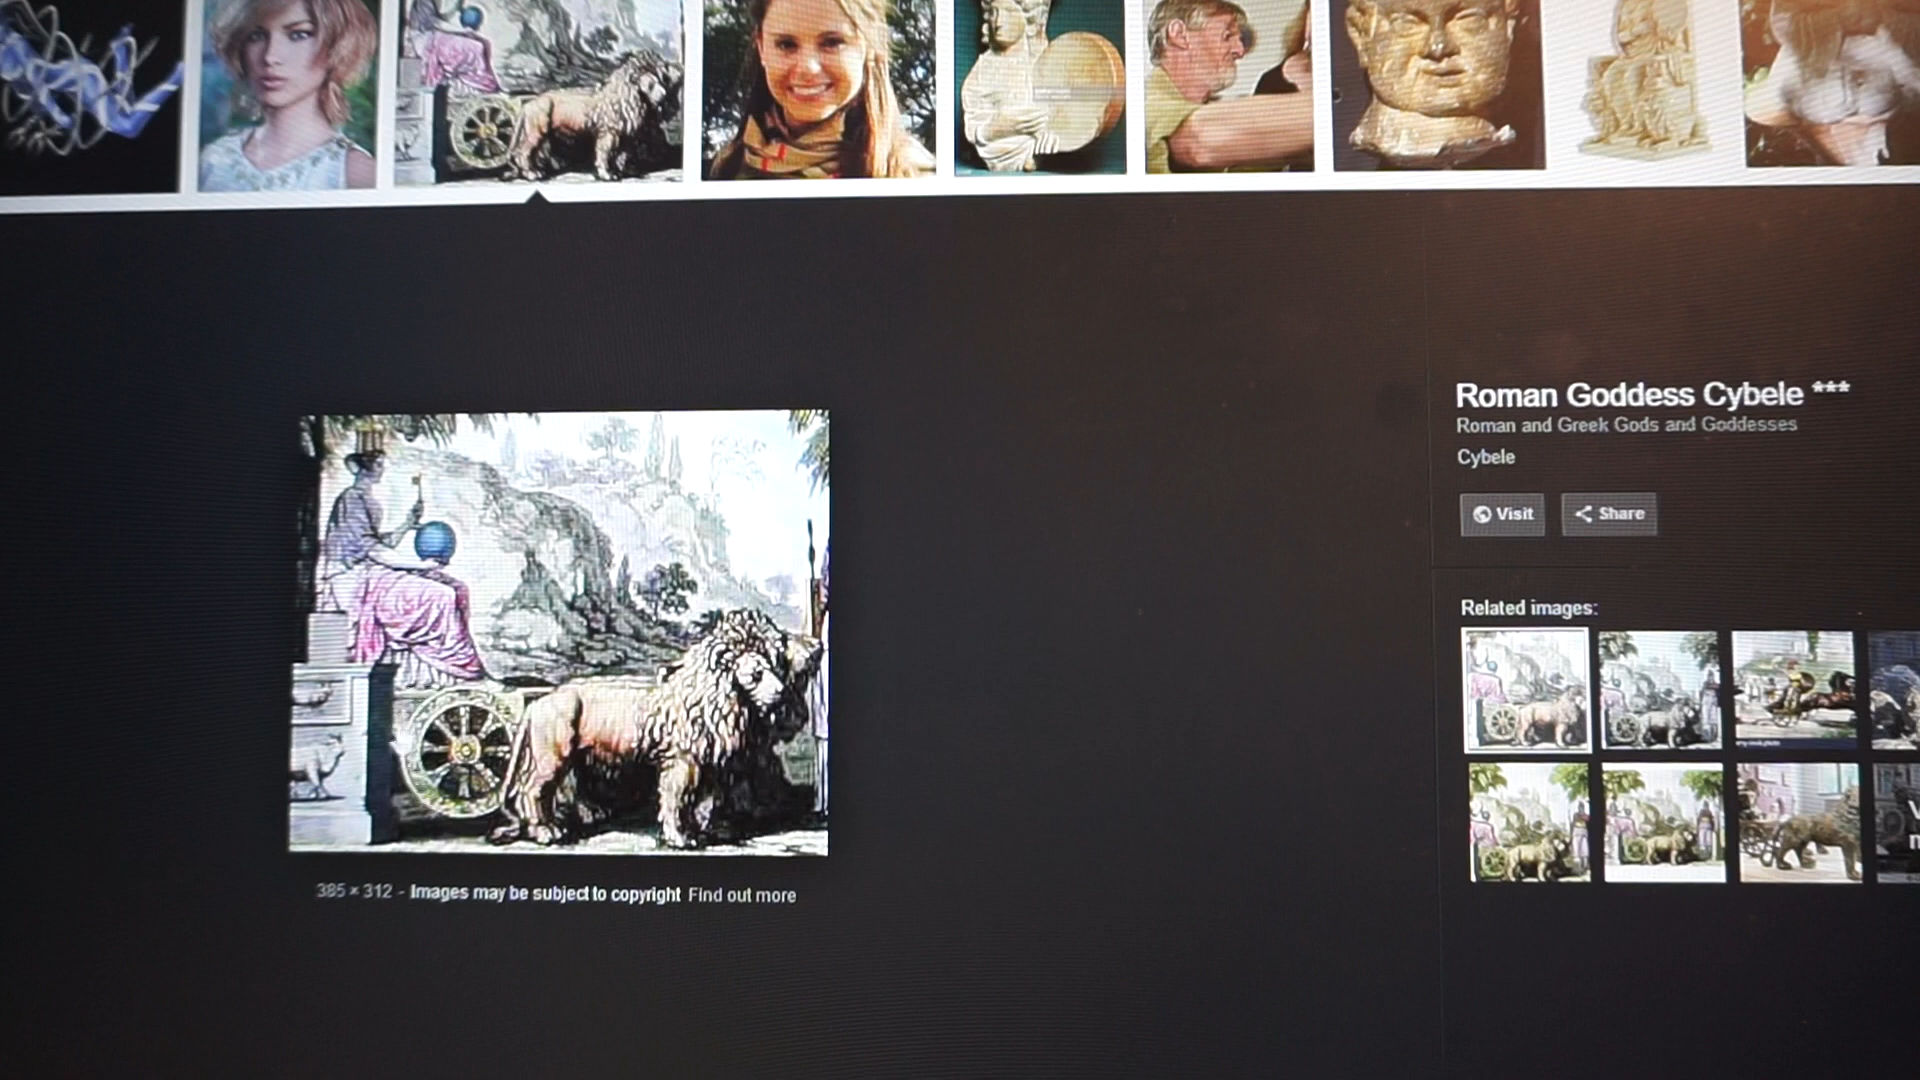 Roman Goddess Cybele ***
Roman and Greek Gods and Goddesses
Cybele
Visit
Share
Related images:
385 × 312 - Images may be subject to copyright Find out more